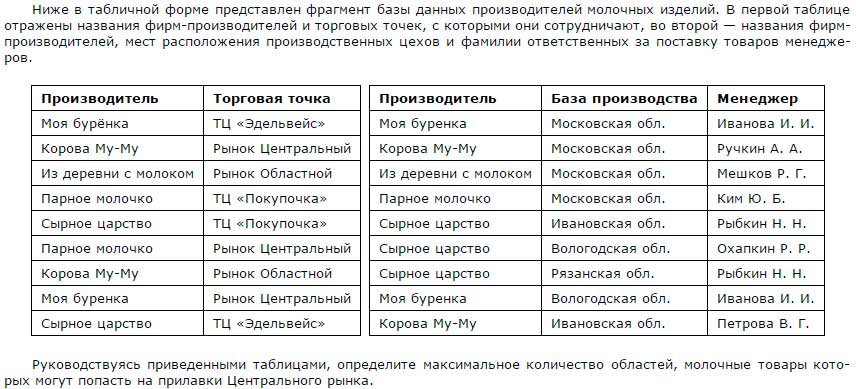 Ниже в табличной форме представлен фрагмент базы данных производителей молочных изделий. В первой таблице
отражены названия фирм-производителей и торговых точек, с которыми они сотрудничают, во второй — названия фирм-
производителей, мест расположения производственных цехов и фамилии ответственных за поставку товаров менедже-
ров.
Производитель Торговая точка Производитель База производства Менеджер
Моя бурёнка ТЦ «Эдельвейс» Моя буренка Московская обл. Иванова И. И.
Корова Му-Му Рынок Центральный Корова Му-Му Московская обл. Ручкин А. А.
Из деревни с молоком Рынок Областной Из деревни с молоком Московская обл. Мешков Р. Г.
Парное молочко ТЦ «Покупочка» Парное молочко Московская обл. Ким Ю. Б.
Сырное царство ТЦ «Покупочка» Сырное царство Ивановская обл. Рыбкин Н. Н.
Парное молочко Рынок Центральный Сырное царство Вологодская обл. Охапкин Р. Р.
Корова Му-Му Рынок Областной Сырное царство Рязанская обл. Рыбкин Н. Н.
Моя буренка Рынок Центральный Моя буренка Вологодская обл. Иванова И. И.
Сырное царство ТЦ «Эдельвейс» Корова Му-Му Ивановская обл. Петрова В. Г.
Руководствуясь приведенными таблицами, определите максимальное количество областей, молочные товары кото-
рых могут попасть на прилавки Центрального рынка.